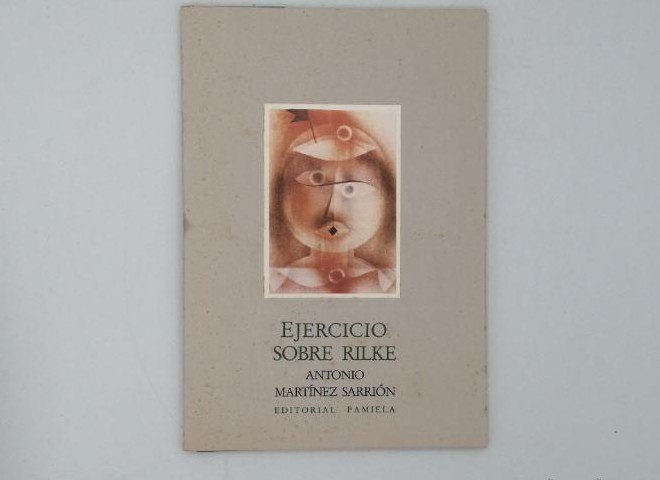 EJERCICIO
SOBRE RILKE
ANTONIO
MARTÍNEZ SARRIÓN
EDITORIAL PAMIELA